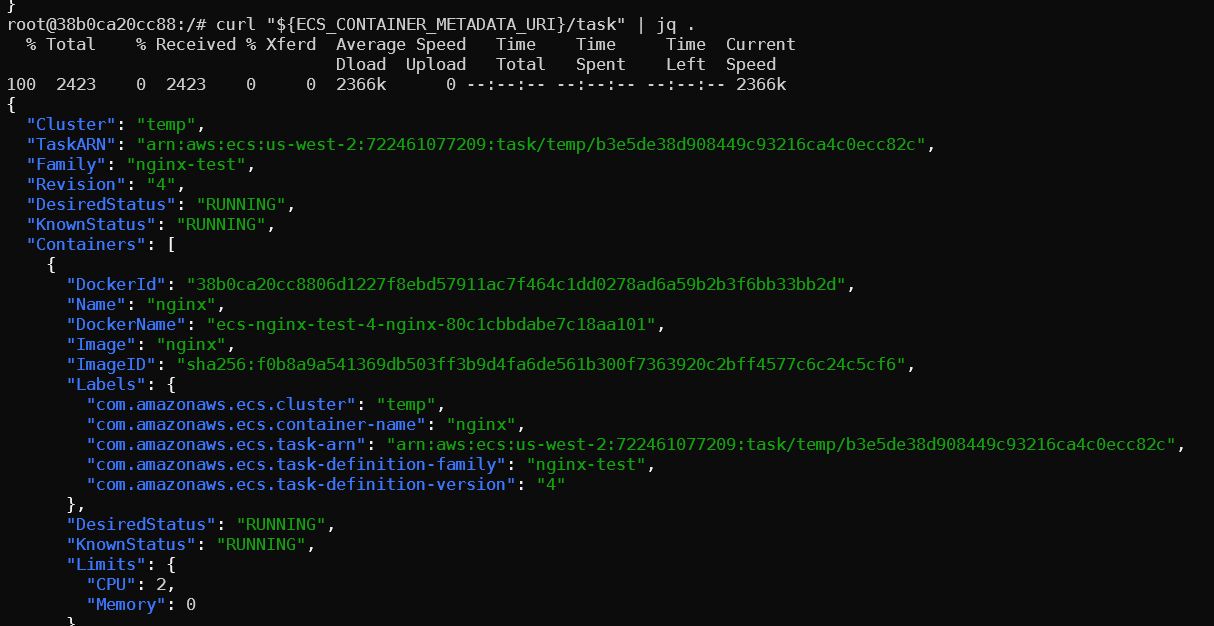 }
root@38b0ca20cc88:/# curl "${ECS_CONTAINER_METADATA_URI}/task" | jq .
  % Total    % Received % Xferd  Average Speed   Time    Time     Time  Current
                                 Dload  Upload   Total   Spent    Left  Speed
100  2423    0  2423    0     0  2366k      0 --:--:-- --:--:-- --:--:-- 2366k
{
  "Cluster": "temp",
  "TaskARN": "arn:aws:ecs:us-west-2:722461077209:task/temp/b3e5de38d908449c93216ca4c0ecc82c",
  "Family": "nginx-test",
  "Revision": "4",
  "DesiredStatus": "RUNNING",
  "KnownStatus": "RUNNING",
  "Containers": [
    {
      "DockerId": "38b0ca20cc8806d1227f8ebd57911ac7f464c1dd0278ad6a59b2b3f6bb33bb2d",
      "Name": "nginx",
      "DockerName": "ecs-nginx-test-4-nginx-80c1cbbdabe7c18aa101",
      "Image": "nginx",
      "ImageID": "sha256:f0b8a9a541369db503ff3b9d4fa6de561b300f7363920c2bff4577c6c24c5cf6",
      "Labels": {
        "com.amazonaws.ecs.cluster": "temp",
        "com.amazonaws.ecs.container-name": "nginx",
        "com.amazonaws.ecs.task-arn": "arn:aws:ecs:us-west-2:722461077209:task/temp/b3e5de38d908449c93216ca4c0ecc82c",
        "com.amazonaws.ecs.task-definition-family": "nginx-test",
        "com.amazonaws.ecs.task-definition-version": "4"
      },
      "DesiredStatus": "RUNNING",
      "KnownStatus": "RUNNING",
      "Limits": {
        "CPU": 2,
        "Memory": 0
      }